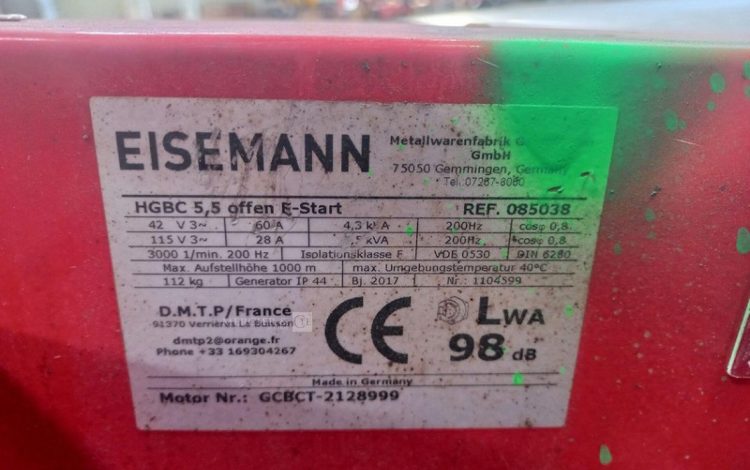 EISEMANN
Metallwarenfabrik G
GmbH
75050 Gemmingen, Germany
Tel. 07267-8060
HGBC 5,5 offen E-Start REF. 085038
42 V 3~ 60 A 4,3 kVA 200Hz cosφ 0,8
115 V 3~ 28 A kVA 200Hz cosφ 0,8
3000 1/min. 200 Hz Isolationsklasse F VDE 0530 DIN 6280
Max. Aufstellhöhe 1000 m max. Umgebungstemperatur 40°C
112 kg Generator IP 44 Bj. 2017 Nr. 1104599
D.M.T.P/France
91370 Verrières Le Buisson
dmtp2@orange.fr
Phone +33 169304267
CE
LWA
98 dB
Made in Germany
Motor Nr.: GCBCT-2128999